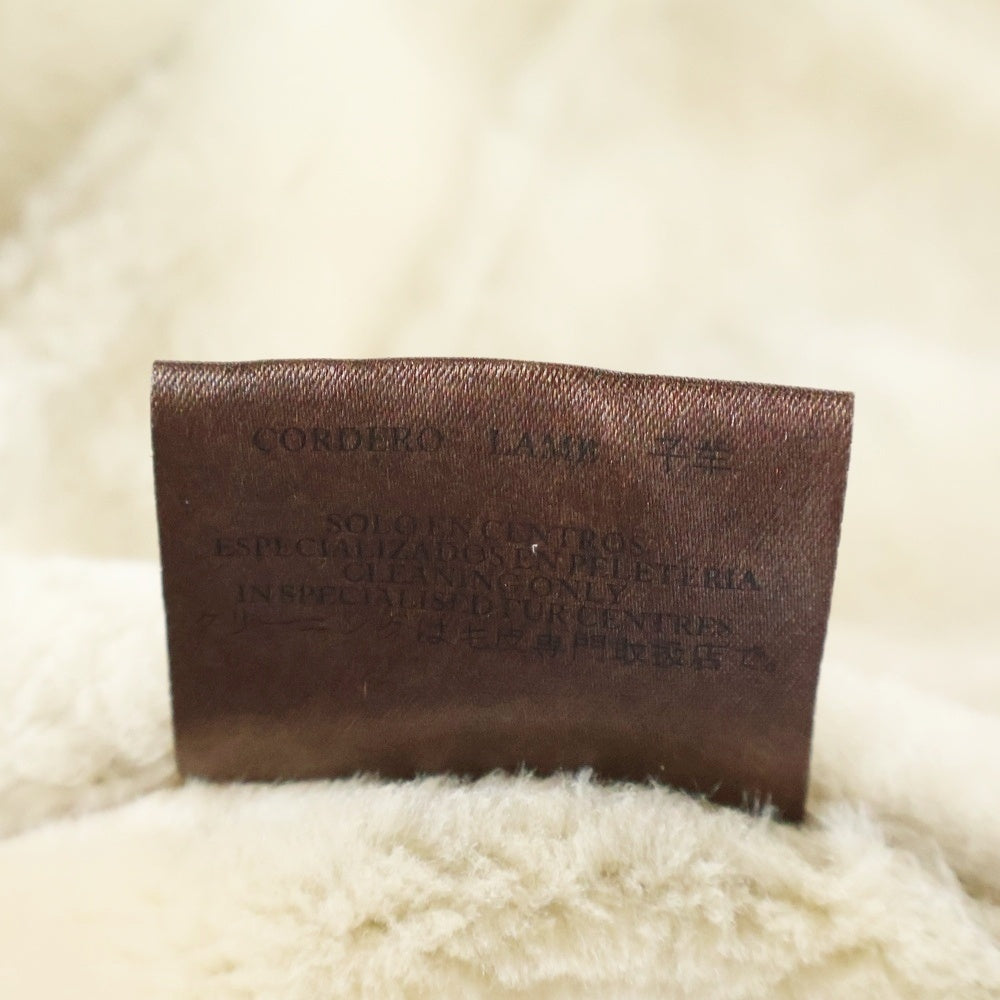 CORDERO LAMB 子羊
SOLO EN CENTROS
ESPECIALIZADOS EN PELETERIA
CLEANING ONLY
IN SPECIALISED FUR CENTRES
クリーニングは毛皮専門取扱店で